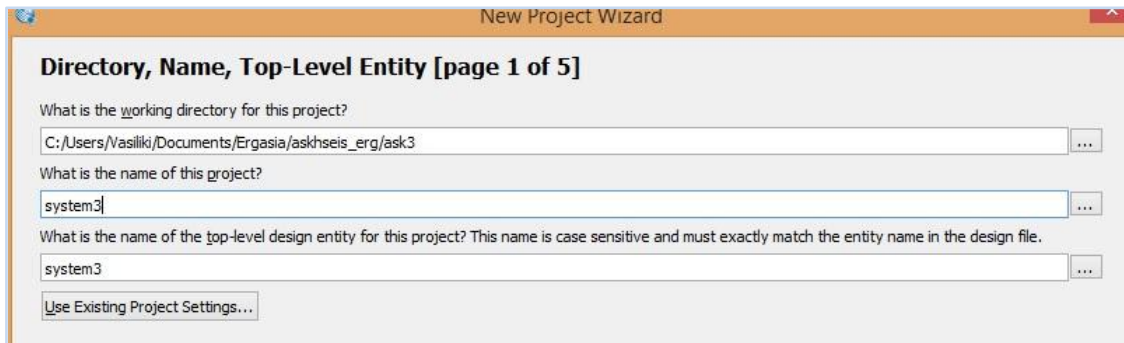 New Project Wizard
Directory, Name, Top-Level Entity [page 1 of 5]
What is the working directory for this project?
C:/Users/Vasiliki/Documents/Ergasia/askhseis_erg/ask3
...
What is the name of this project?
system3
...
What is the name of the top-level design entity for this project? This name is case sensitive and must exactly match the entity name in the design file.
system3
...
Use Existing Project Settings...